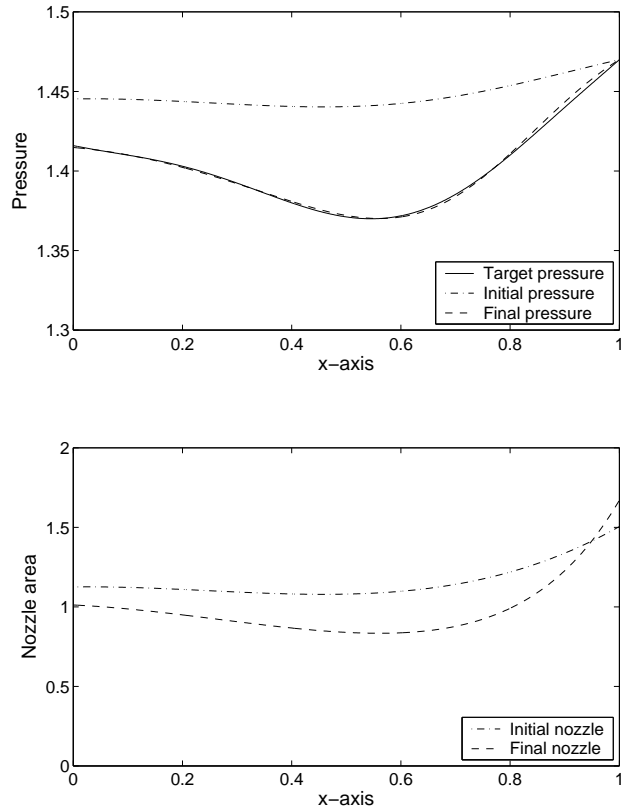 1.5
1.45
1.4
1.35
1.3
Pressure
0
0.2
0.4
0.6
0.8
1
x−axis
Target pressure
Initial pressure
Final pressure
2
1.5
1
0.5
0
Nozzle area
0
0.2
0.4
0.6
0.8
1
x−axis
Initial nozzle
Final nozzle